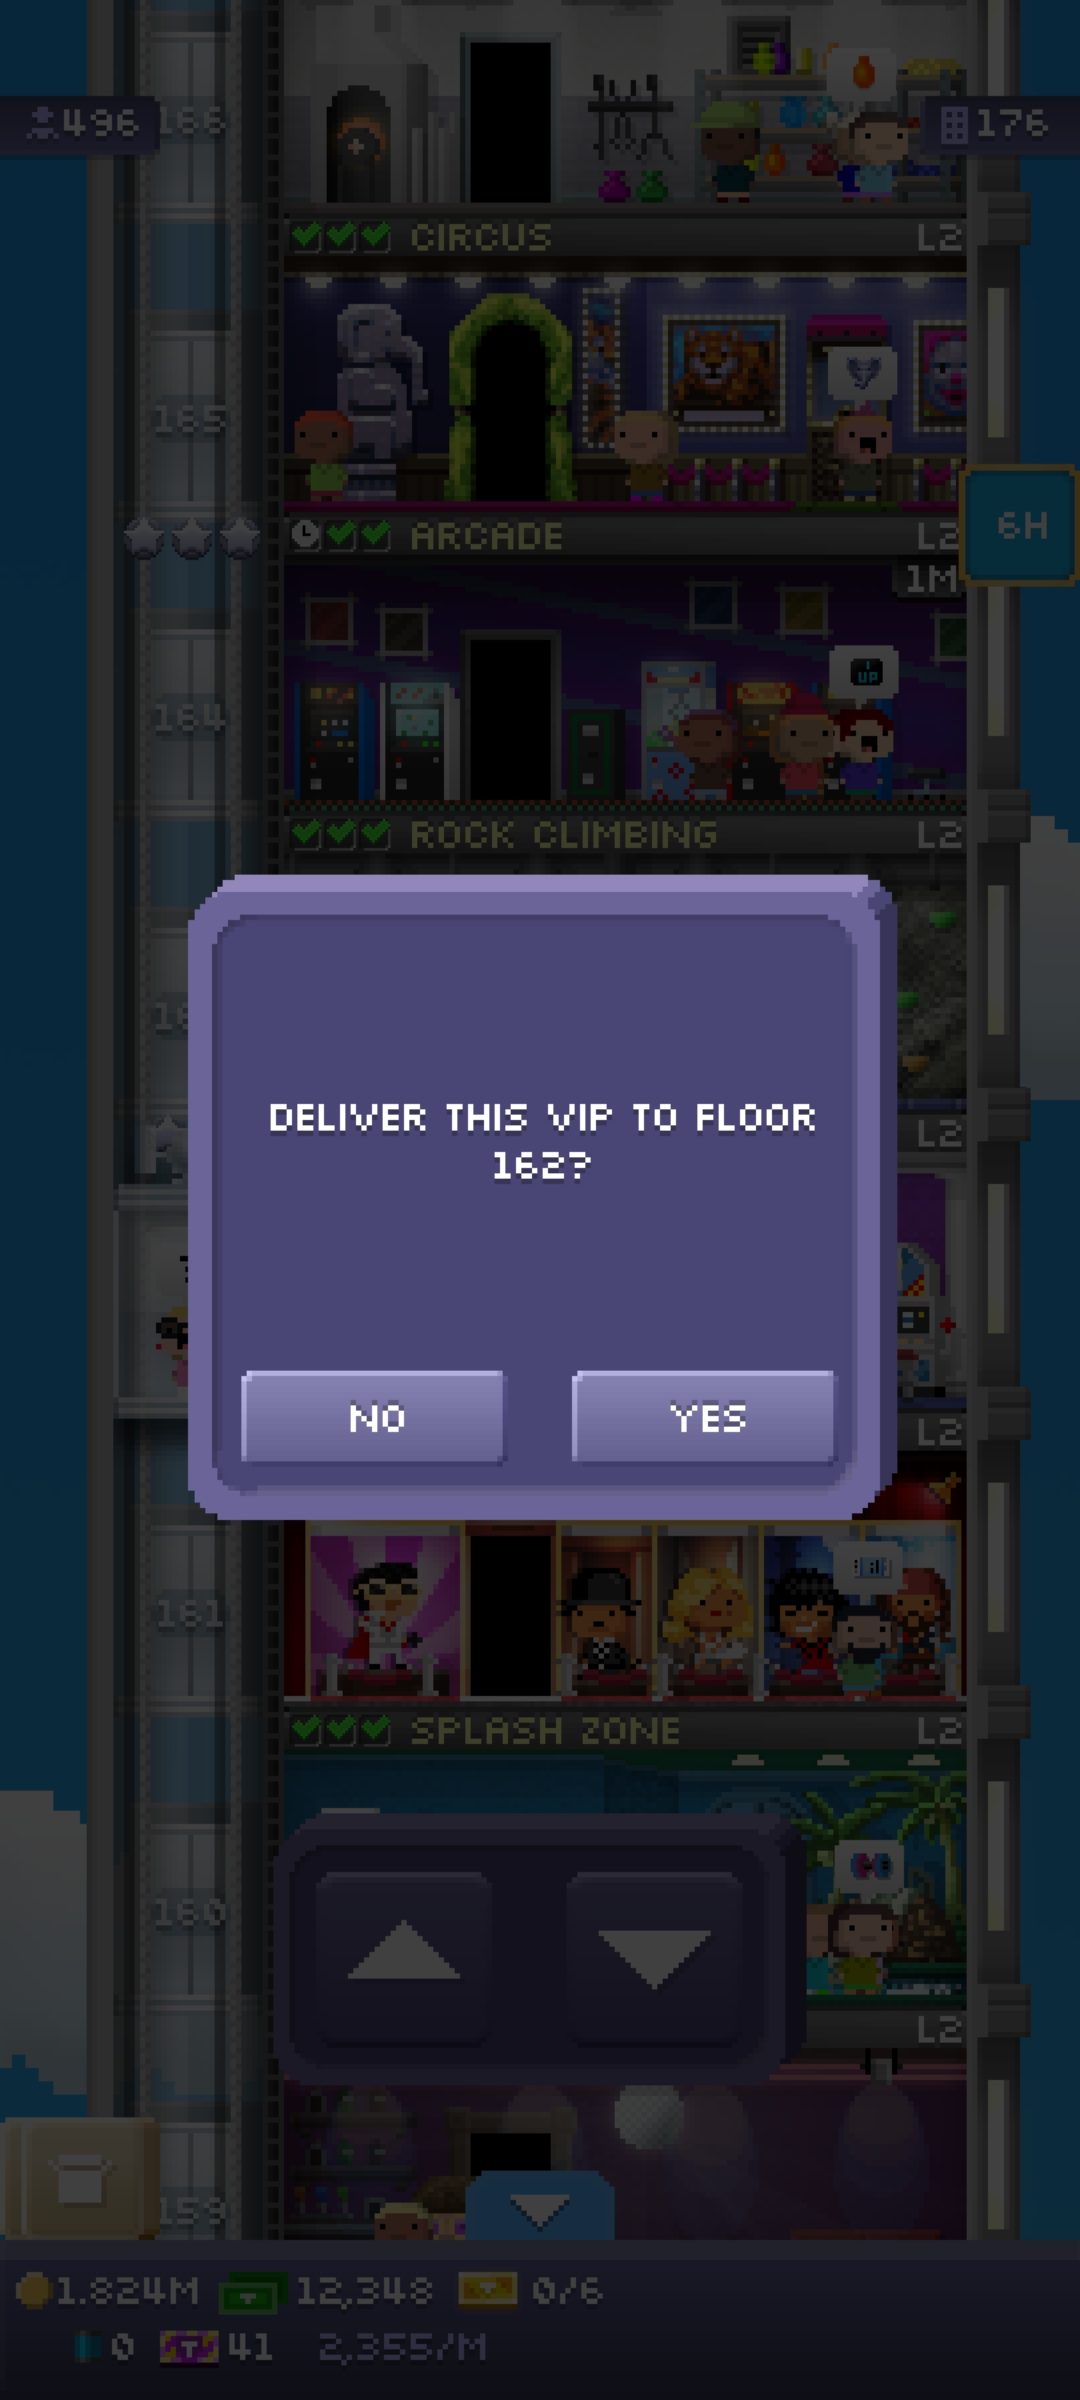 496
166
176
CIRCUS
L2
165
6H
ARCADE
L2
1M
UP
164
ROCK CLIMBING
L2
L2
DELIVER THIS VIP TO FLOOR
162?
NO
YES
L2
161
SPLASH ZONE
L2
160
L2
159
1.824M
12,348
0/6
0
T
41
2,355/M